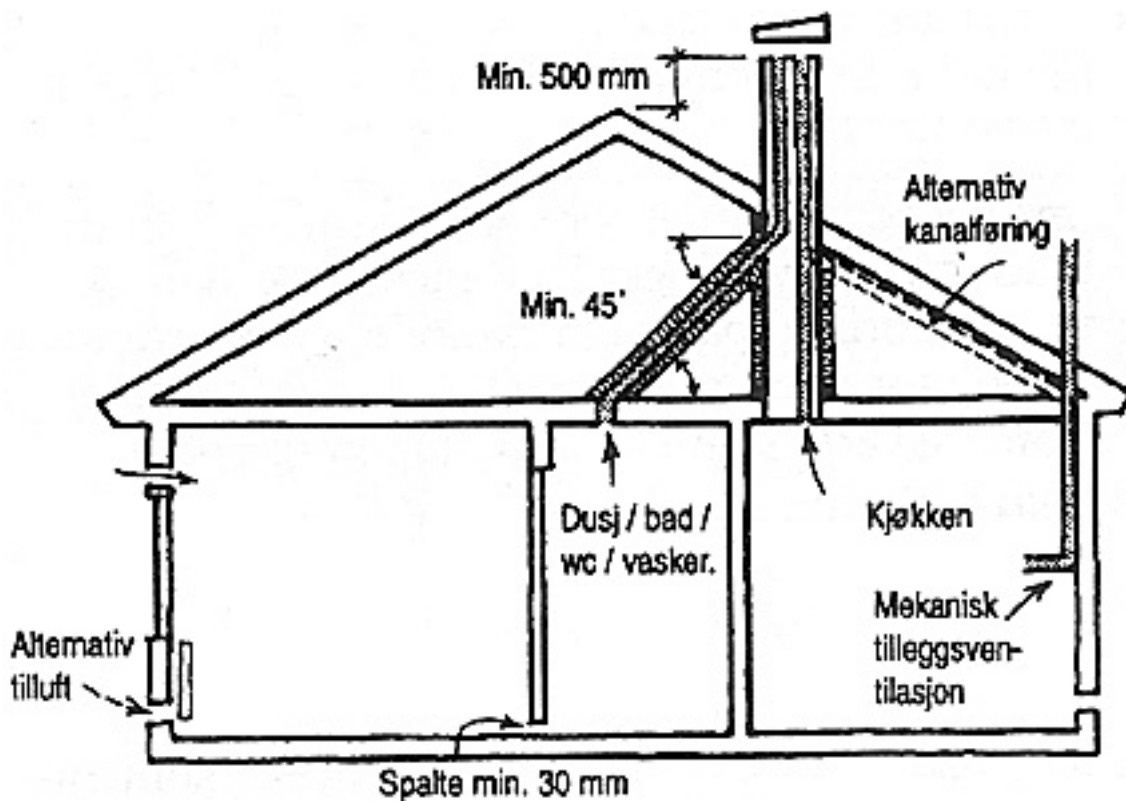 Min. 500 mm
Alternativ
kanalføring
Min. 45°
Dusj / bad /
wc / vasker.
Kjøkken
Mekanisk
tilleggsven-
tilasjon
Alternativ
tilluft
Spalte min. 30 mm